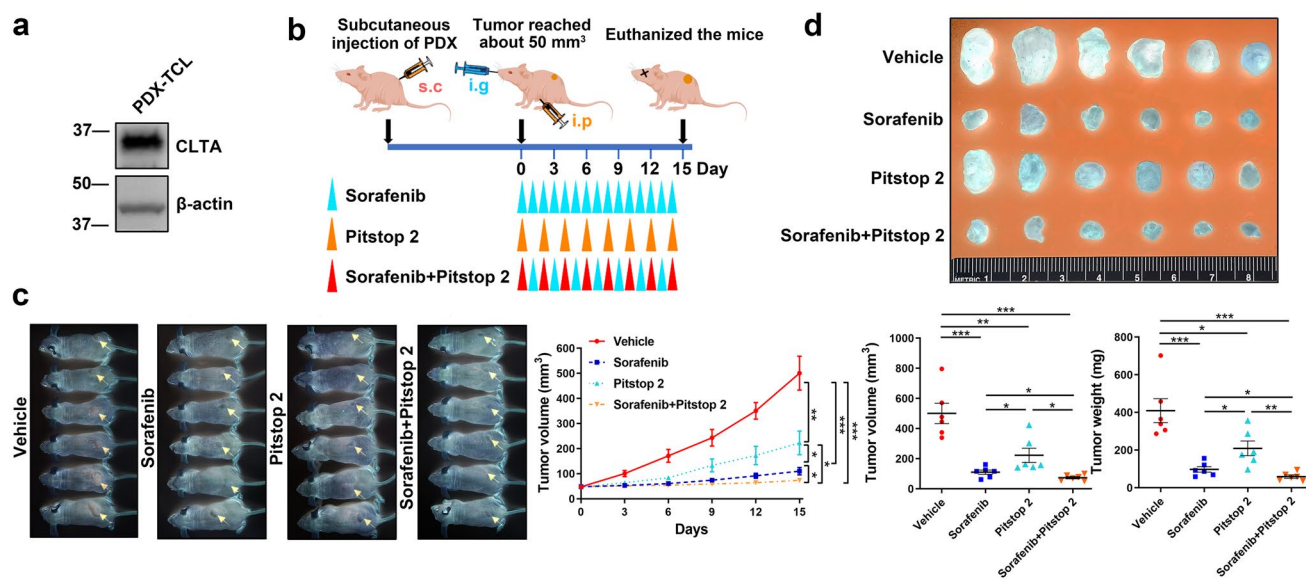 a
PDX-TCL
37
CLTA
50
β-actin
37
b
Subcutaneous
injection of PDX
Tumor reached
about 50 mm³
Euthanized the mice
s.c
i.g
i.p
0 3 6 9 12 15 Day
Sorafenib
Pitstop 2
Sorafenib+Pitstop 2
c
Vehicle
Sorafenib
Pitstop 2
Sorafenib+Pitstop 2
Tumor volume (mm³)
600
500
400
300
200
100
0
Vehicle
Sorafenib
Pitstop 2
Sorafenib+Pitstop 2
0 3 6 9 12 15
Days
**
*
*
*
***
***
d
Vehicle
Sorafenib
Pitstop 2
Sorafenib+Pitstop 2
METRIC 1 2 3 4 5 6 7 8
Tumor volume (mm³)
1000
800
600
400
200
0
***
**
***
*
*
*
Vehicle
Sorafenib
Pitstop 2
Sorafenib+Pitstop 2
Tumor weight (mg)
800
600
400
200
0
***
*
***
*
*
**
Vehicle
Sorafenib
Pitstop 2
Sorafenib+Pitstop 2